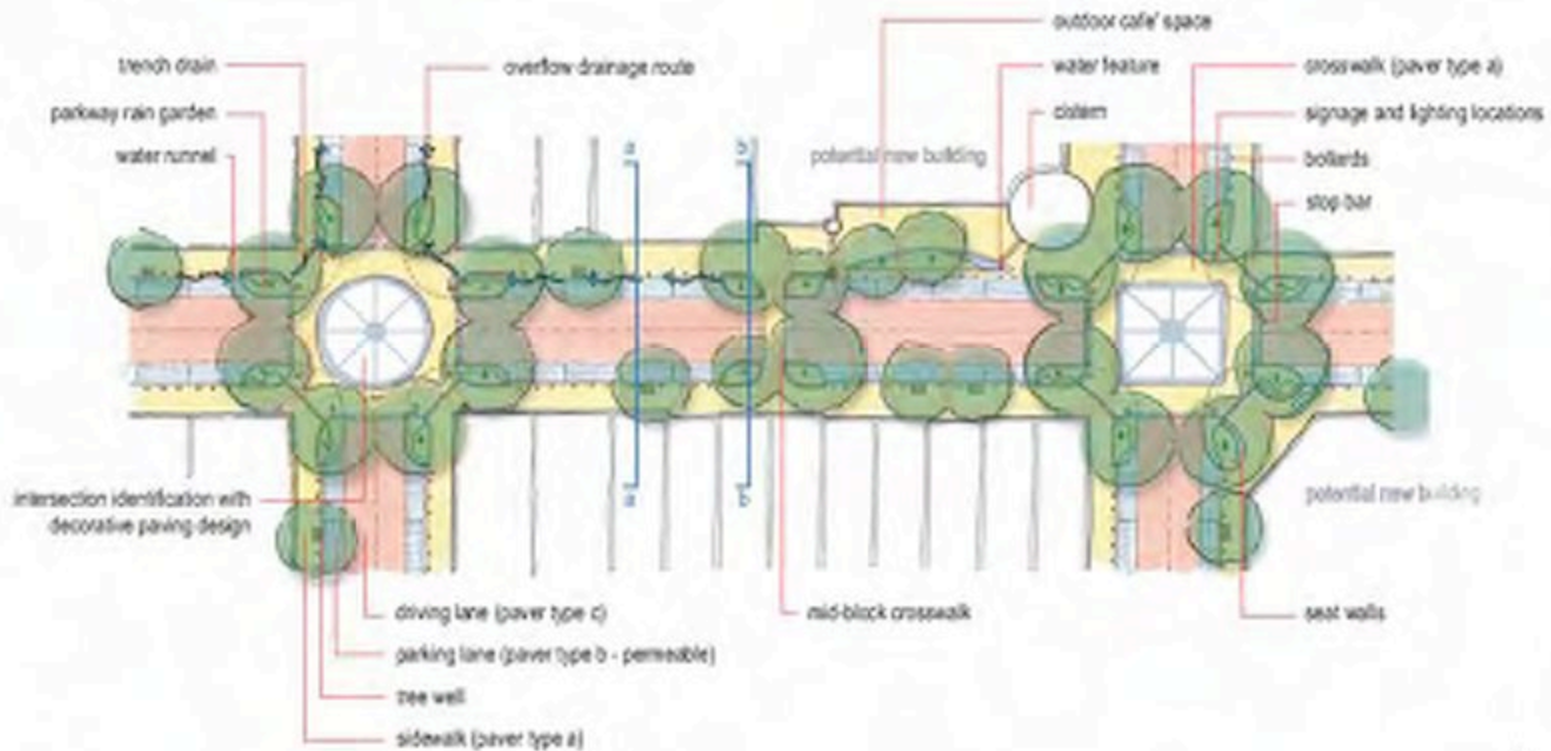 outdoor cafe' space
trench drain
overflow drainage route
water feature
crosswalk (paver type a)
parkway rain garden
cistern
signage and lighting locations
water runnel
potential new building
bollards
stop bar
a
b
a
b
intersection identification with
decorative paving design
potential new building
driving lane (paver type c)
mid-block crosswalk
seat walls
parking lane (paver type b - permeable)
tree well
sidewalk (paver type a)